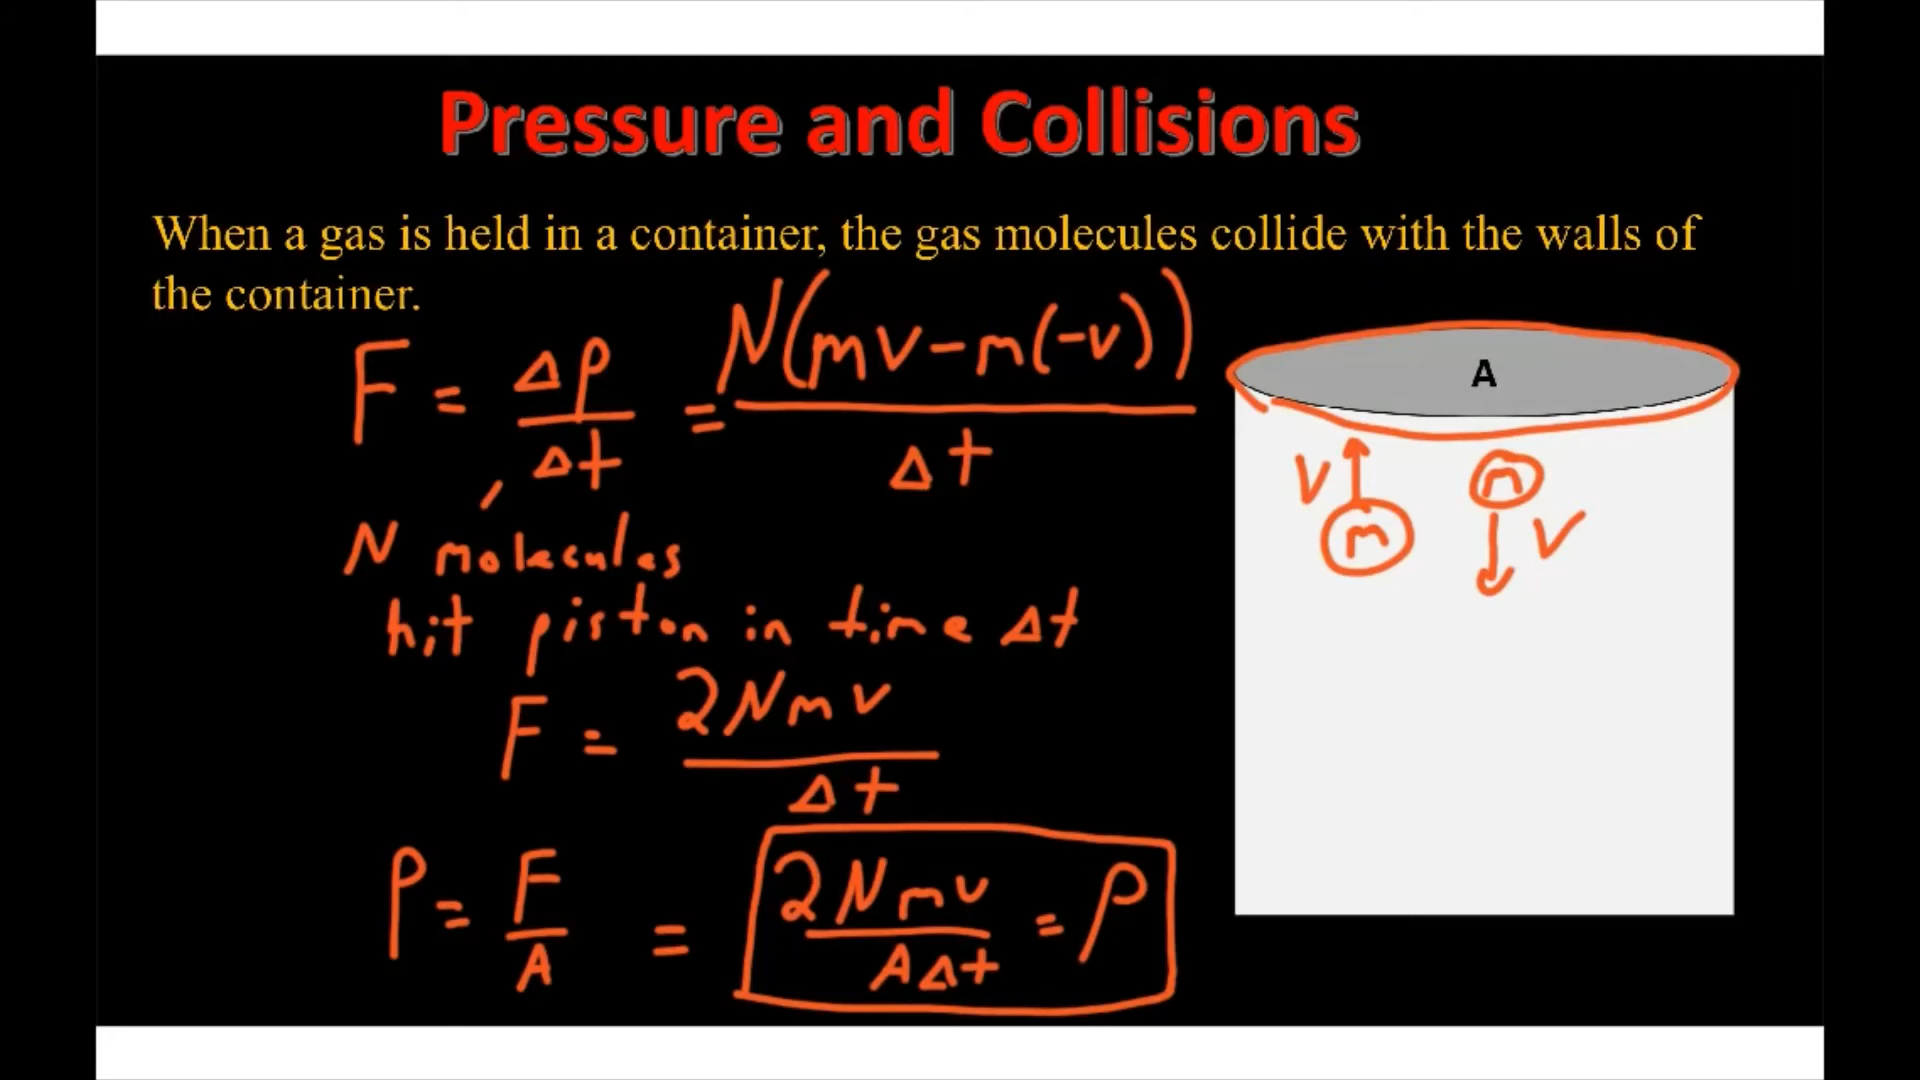 Pressure and Collisions
When a gas is held in a container, the gas molecules collide with the walls of
the container.
F = Δp/Δt = N(mv-m(-v))/Δt
N molecules
hit piston in time Δt
F = 2Nmv/Δt
P = F/A = 2Nmv/AΔt = P
A
V m
m V